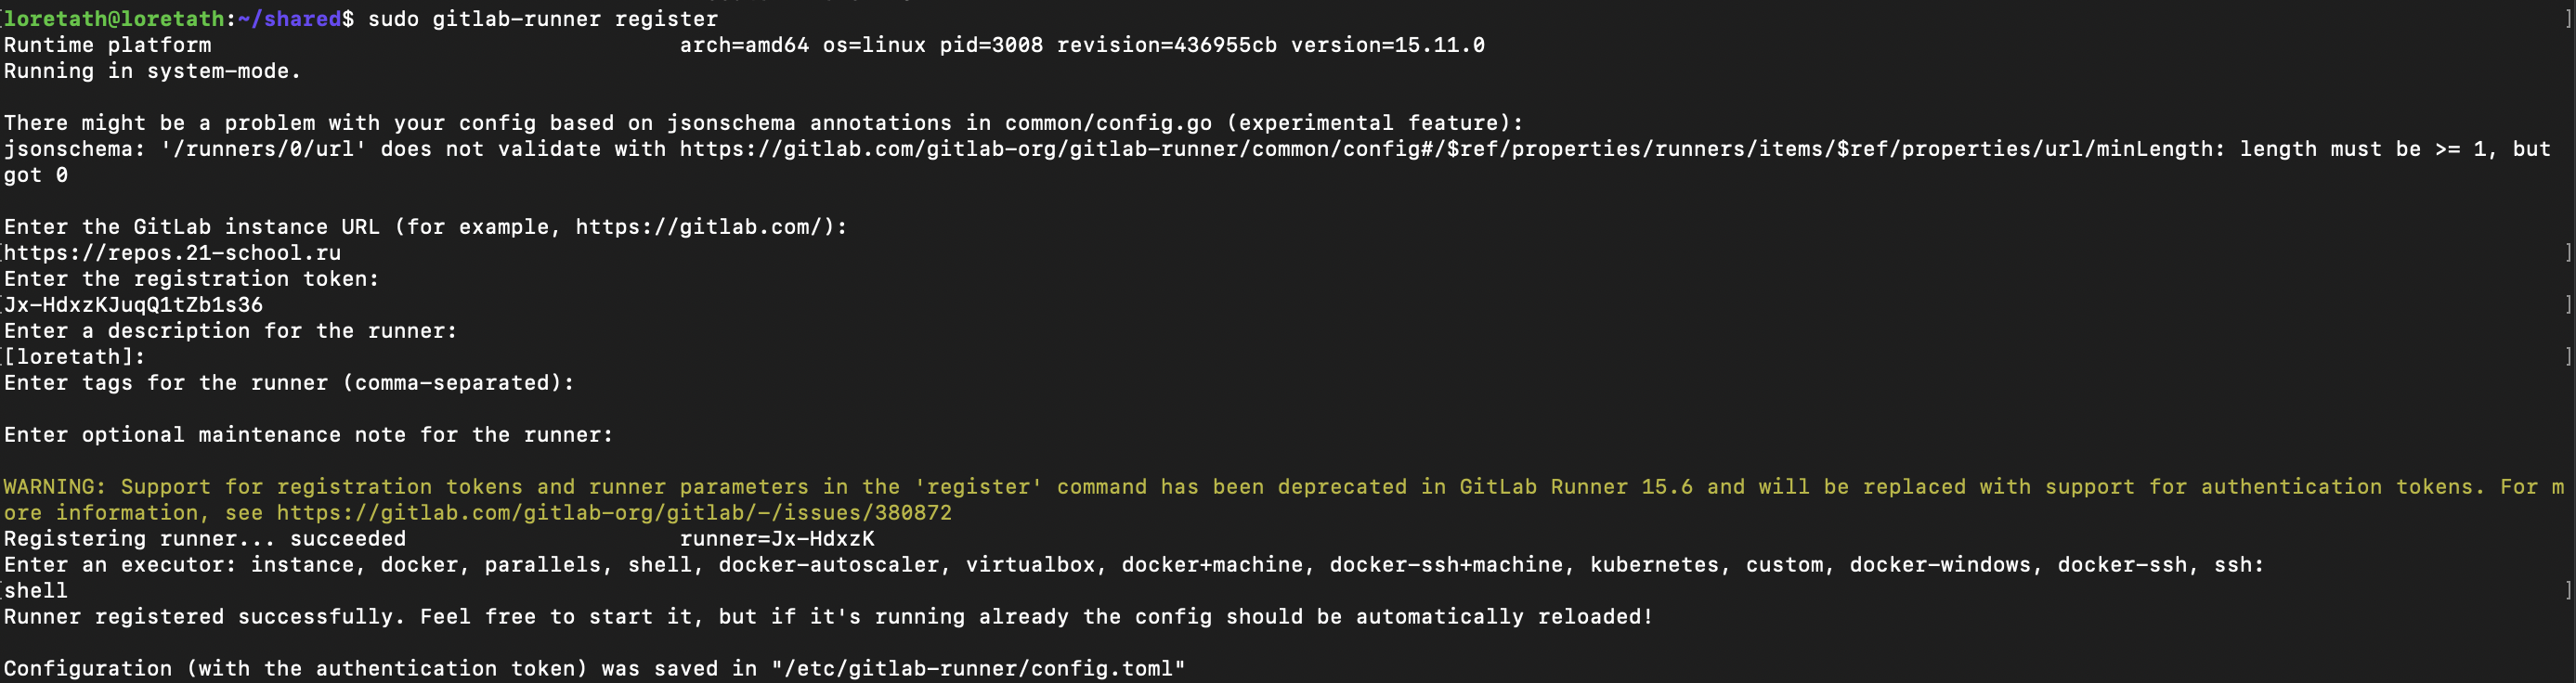 loretath@loretath:~/shared$ sudo gitlab-runner register
Runtime platform                                    arch=amd64 os=linux pid=3008 revision=436955cb version=15.11.0
Running in system-mode.
There might be a problem with your config based on jsonschema annotations in common/config.go (experimental feature):
jsonschema: '/runners/0/url' does not validate with https://gitlab.com/gitlab-org/gitlab-runner/common/config#/$ref/properties/runners/items/$ref/properties/url/minLength: length must be >= 1, but
got 0
Enter the GitLab instance URL (for example, https://gitlab.com/):
https://repos.21-school.ru
Enter the registration token:
Jx-HdxzKJuqQ1tZb1s36
Enter a description for the runner:
[loretath]:
Enter tags for the runner (comma-separated):
Enter optional maintenance note for the runner:
WARNING: Support for registration tokens and runner parameters in the 'register' command has been deprecated in GitLab Runner 15.6 and will be replaced with support for authentication tokens. For m
ore information, see https://gitlab.com/gitlab-org/gitlab/-/issues/380872
Registering runner... succeeded                     runner=Jx-HdxzK
Enter an executor: instance, docker, parallels, shell, docker-autoscaler, virtualbox, docker+machine, docker-ssh+machine, kubernetes, custom, docker-windows, docker-ssh, ssh:
shell
Runner registered successfully. Feel free to start it, but if it's running already the config should be automatically reloaded!
Configuration (with the authentication token) was saved in "/etc/gitlab-runner/config.toml"